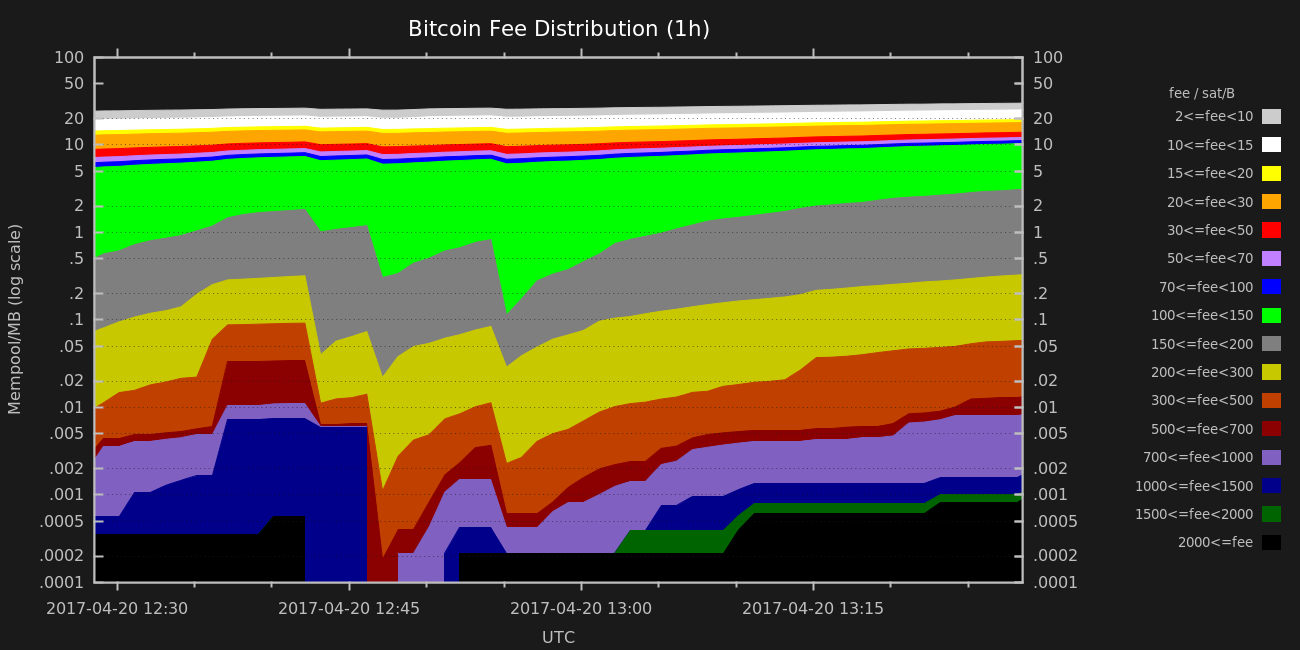 Bitcoin Fee Distribution (1h)
100 100
50 50
20 20
10 10
5 5
2 2
1 1
.5 .5
.2 .2
.1 .1
.05 .05
.02 .02
.01 .01
.005 .005
.002 .002
.001 .001
.0005 .0005
.0002 .0002
.0001 .0001
Mempool/MB (log scale)
2017-04-20 12:30 2017-04-20 12:45 2017-04-20 13:00 2017-04-20 13:15
UTC
fee / sat/B
2<=fee<10
10<=fee<15
15<=fee<20
20<=fee<30
30<=fee<50
50<=fee<70
70<=fee<100
100<=fee<150
150<=fee<200
200<=fee<300
300<=fee<500
500<=fee<700
700<=fee<1000
1000<=fee<1500
1500<=fee<2000
2000<=fee